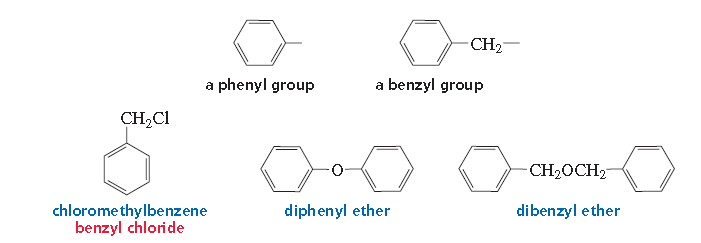 CH₂—
a phenyl group
a benzyl group
CH₂Cl
O
CH₂OCH₂
chloromethylbenzene
benzyl chloride
diphenyl ether
dibenzyl ether